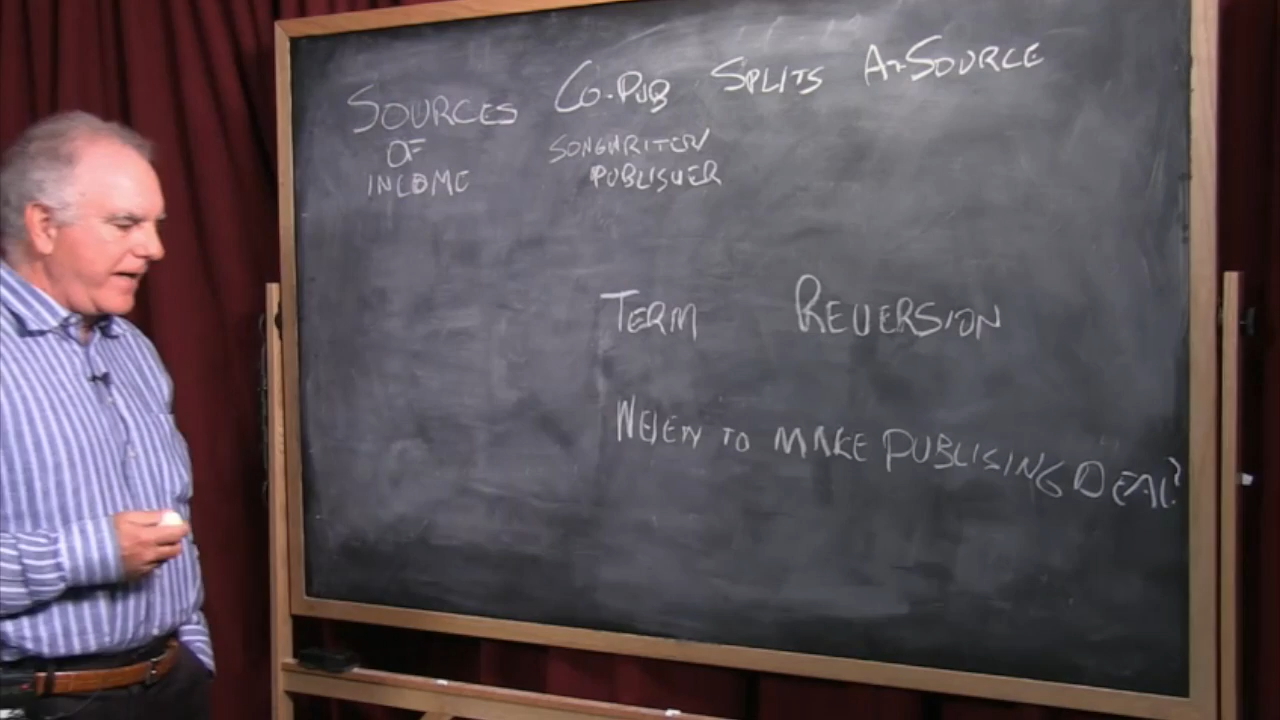 SOURCES CO-PUB SPLITS AT-SOURCE
OF
INCOME
SONGWRITER/
PUBLISHER
TERM REVERSION
WHEN TO MAKE PUBLISING DEAL?